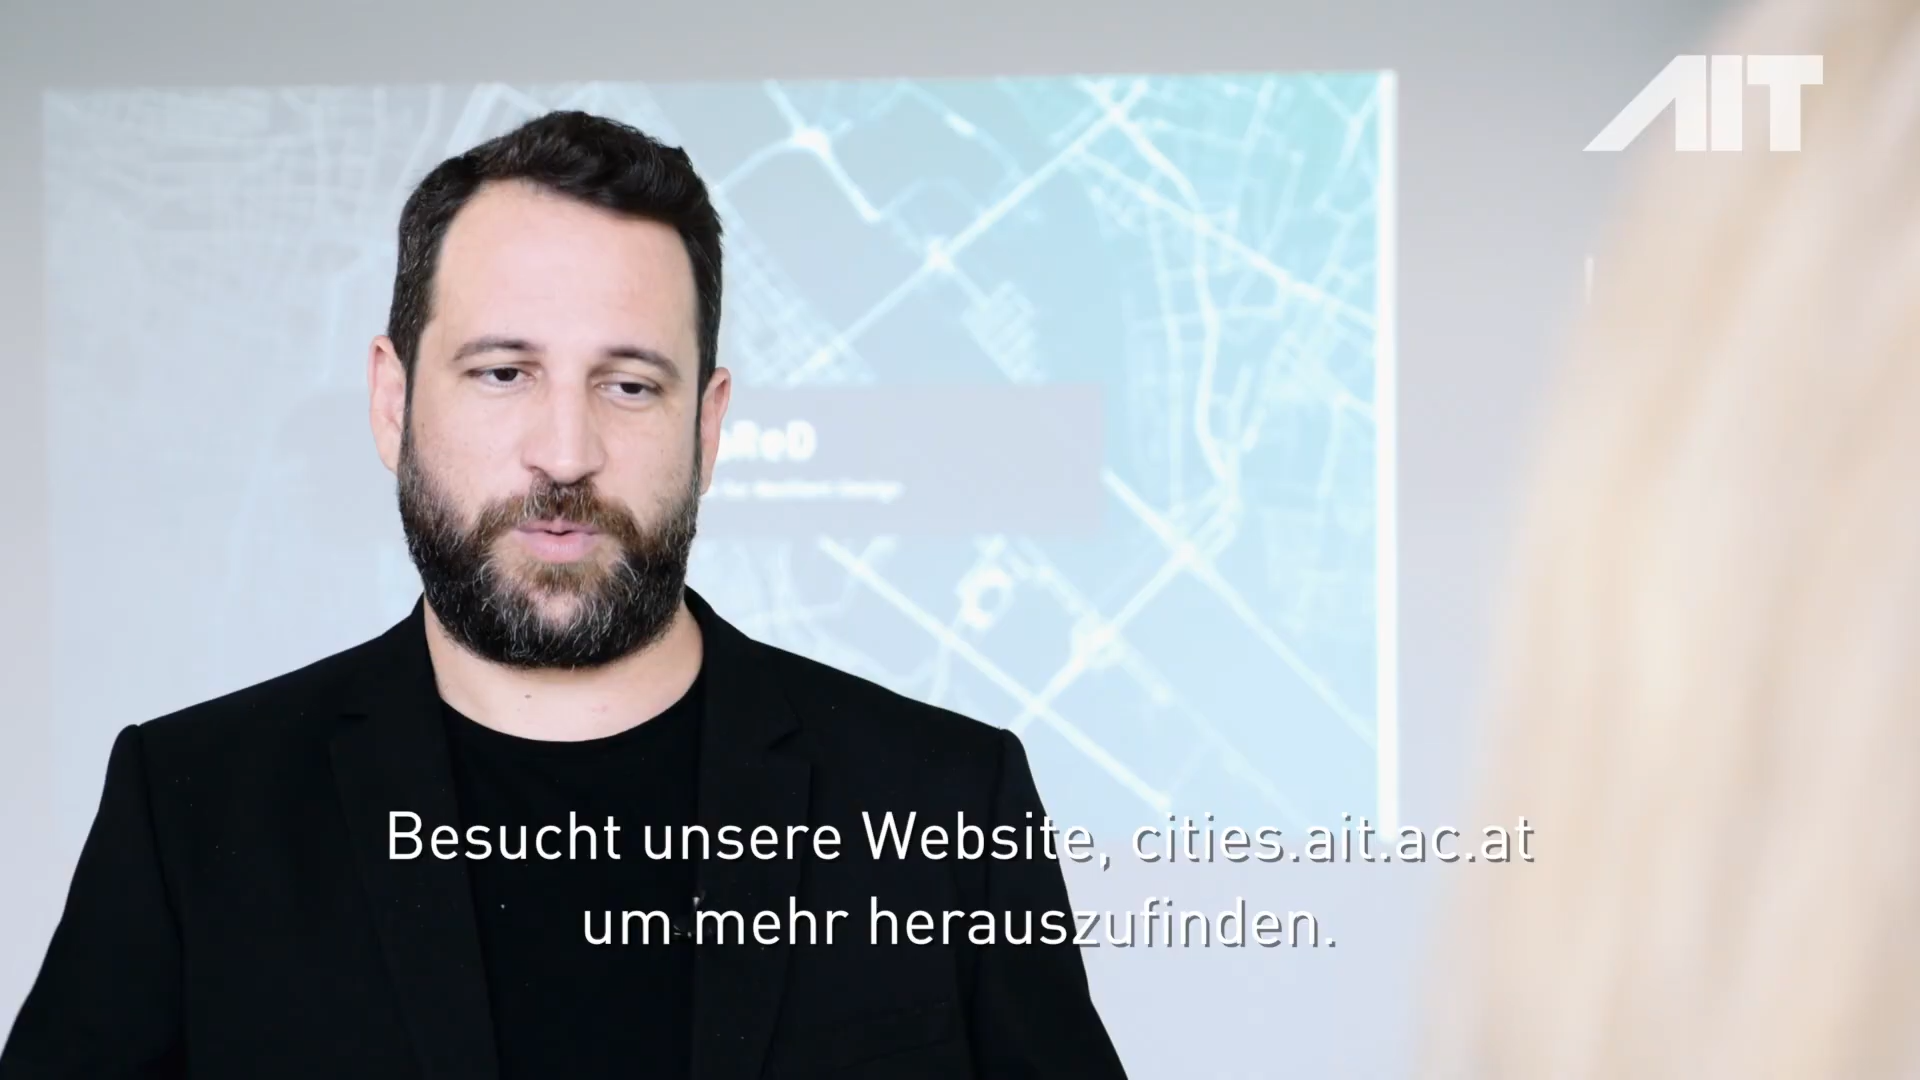 AIT
Besucht unsere Website, cities.ait.ac.at
um mehr herauszufinden.